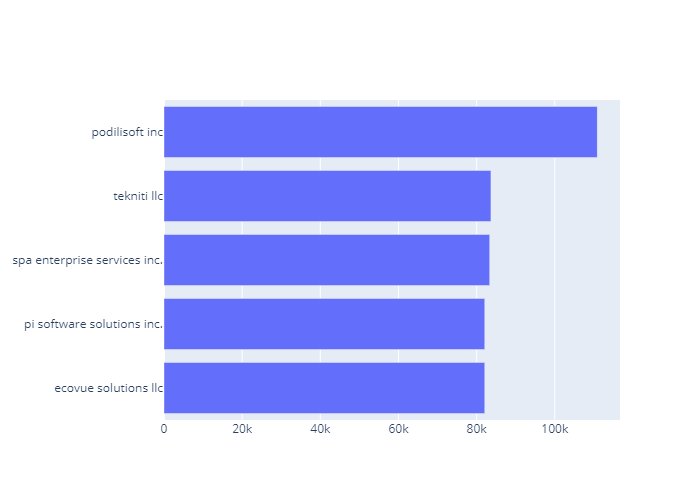 podilisoft inc
tekniti llc
spa enterprise services inc.
pi software solutions inc.
ecovue solutions llc
0 20k 40k 60k 80k 100k